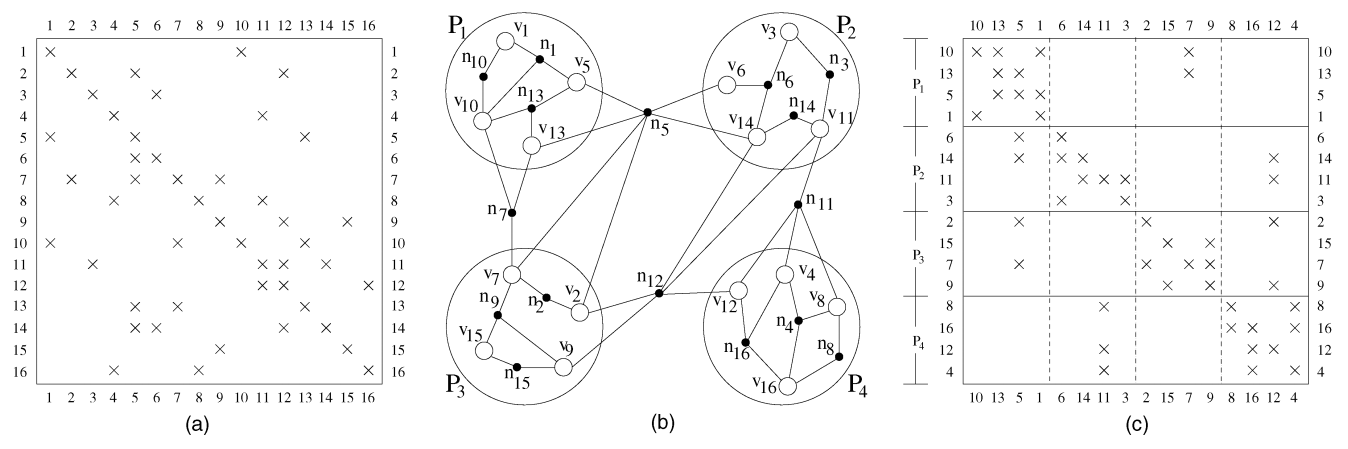 1 2 3 4 5 6 7 8 9 10 11 12 13 14 15 16
1 1
2 2
3 3
4 4
5 5
6 6
7 7
8 8
9 9
10 10
11 11
12 12
13 13
14 14
15 15
16 16
1 2 3 4 5 6 7 8 9 10 11 12 13 14 15 16
(a)
P1
v1
n1
n10
v5
n13
v10
v13
P2
v3
n3
v6
n6
n14
v14
v11
n5
n7
n11
n12
v7
n2
v2
n9
v15
v9
n15
P3
v4
v12
v8
n4
n16
n8
v16
P4
(b)
10 13 5 1 6 14 11 3 2 15 7 9 8 16 12 4
P1
10 10
13 13
5 5
1 1
P2
6 6
14 14
11 11
3 3
P3
2 2
15 15
7 7
9 9
P4
8 8
16 16
12 12
4 4
10 13 5 1 6 14 11 3 2 15 7 9 8 16 12 4
(c)